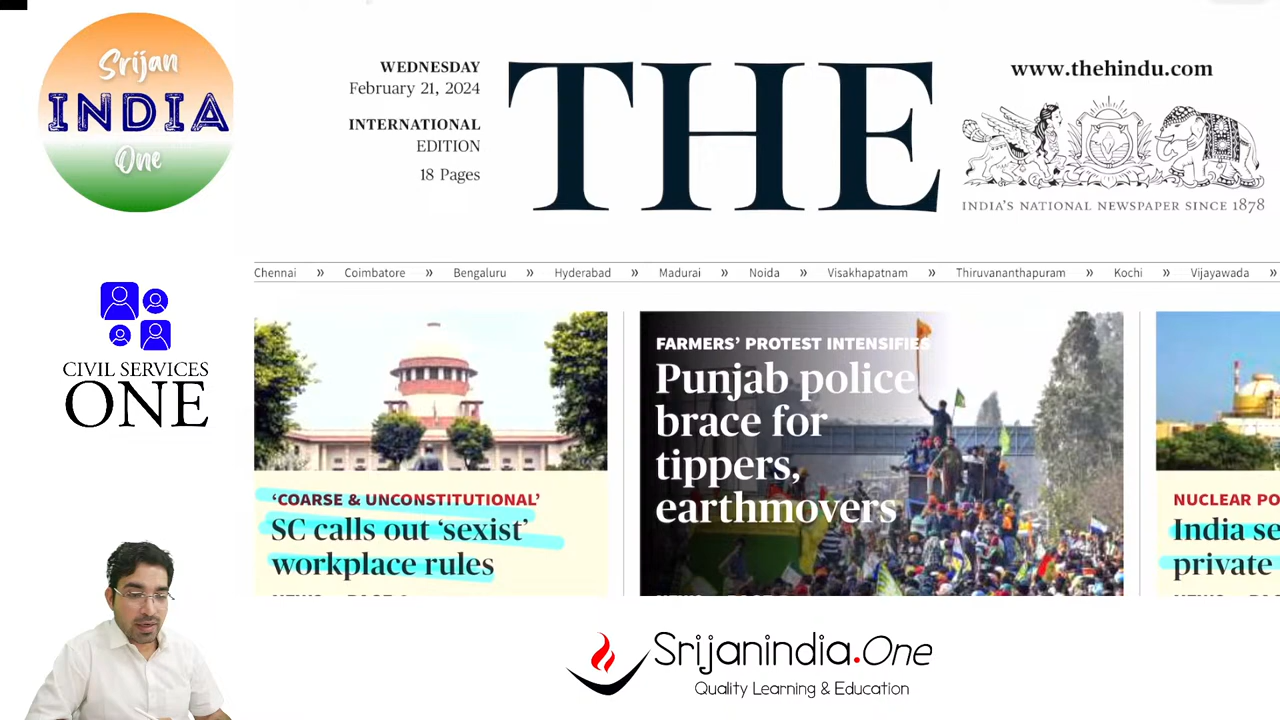 Srijan
INDIA
One
CIVIL SERVICES
ONE
WEDNESDAY
February 21, 2024
INTERNATIONAL
EDITION
18 Pages
THE
www.thehindu.com
INDIA'S NATIONAL NEWSPAPER SINCE 1878
Chennai » Coimbatore » Bengaluru » Hyderabad » Madurai » Noida » Visakhapatnam » Thiruvananthapuram » Kochi » Vijayawada »
'COARSE & UNCONSTITUTIONAL'
SC calls out 'sexist'
workplace rules
FARMERS' PROTEST INTENSIFIES
Punjab police
brace for
tippers,
earthmovers
NUCLEAR PO
India se
private
Srijanindia.One
Quality Learning & Education